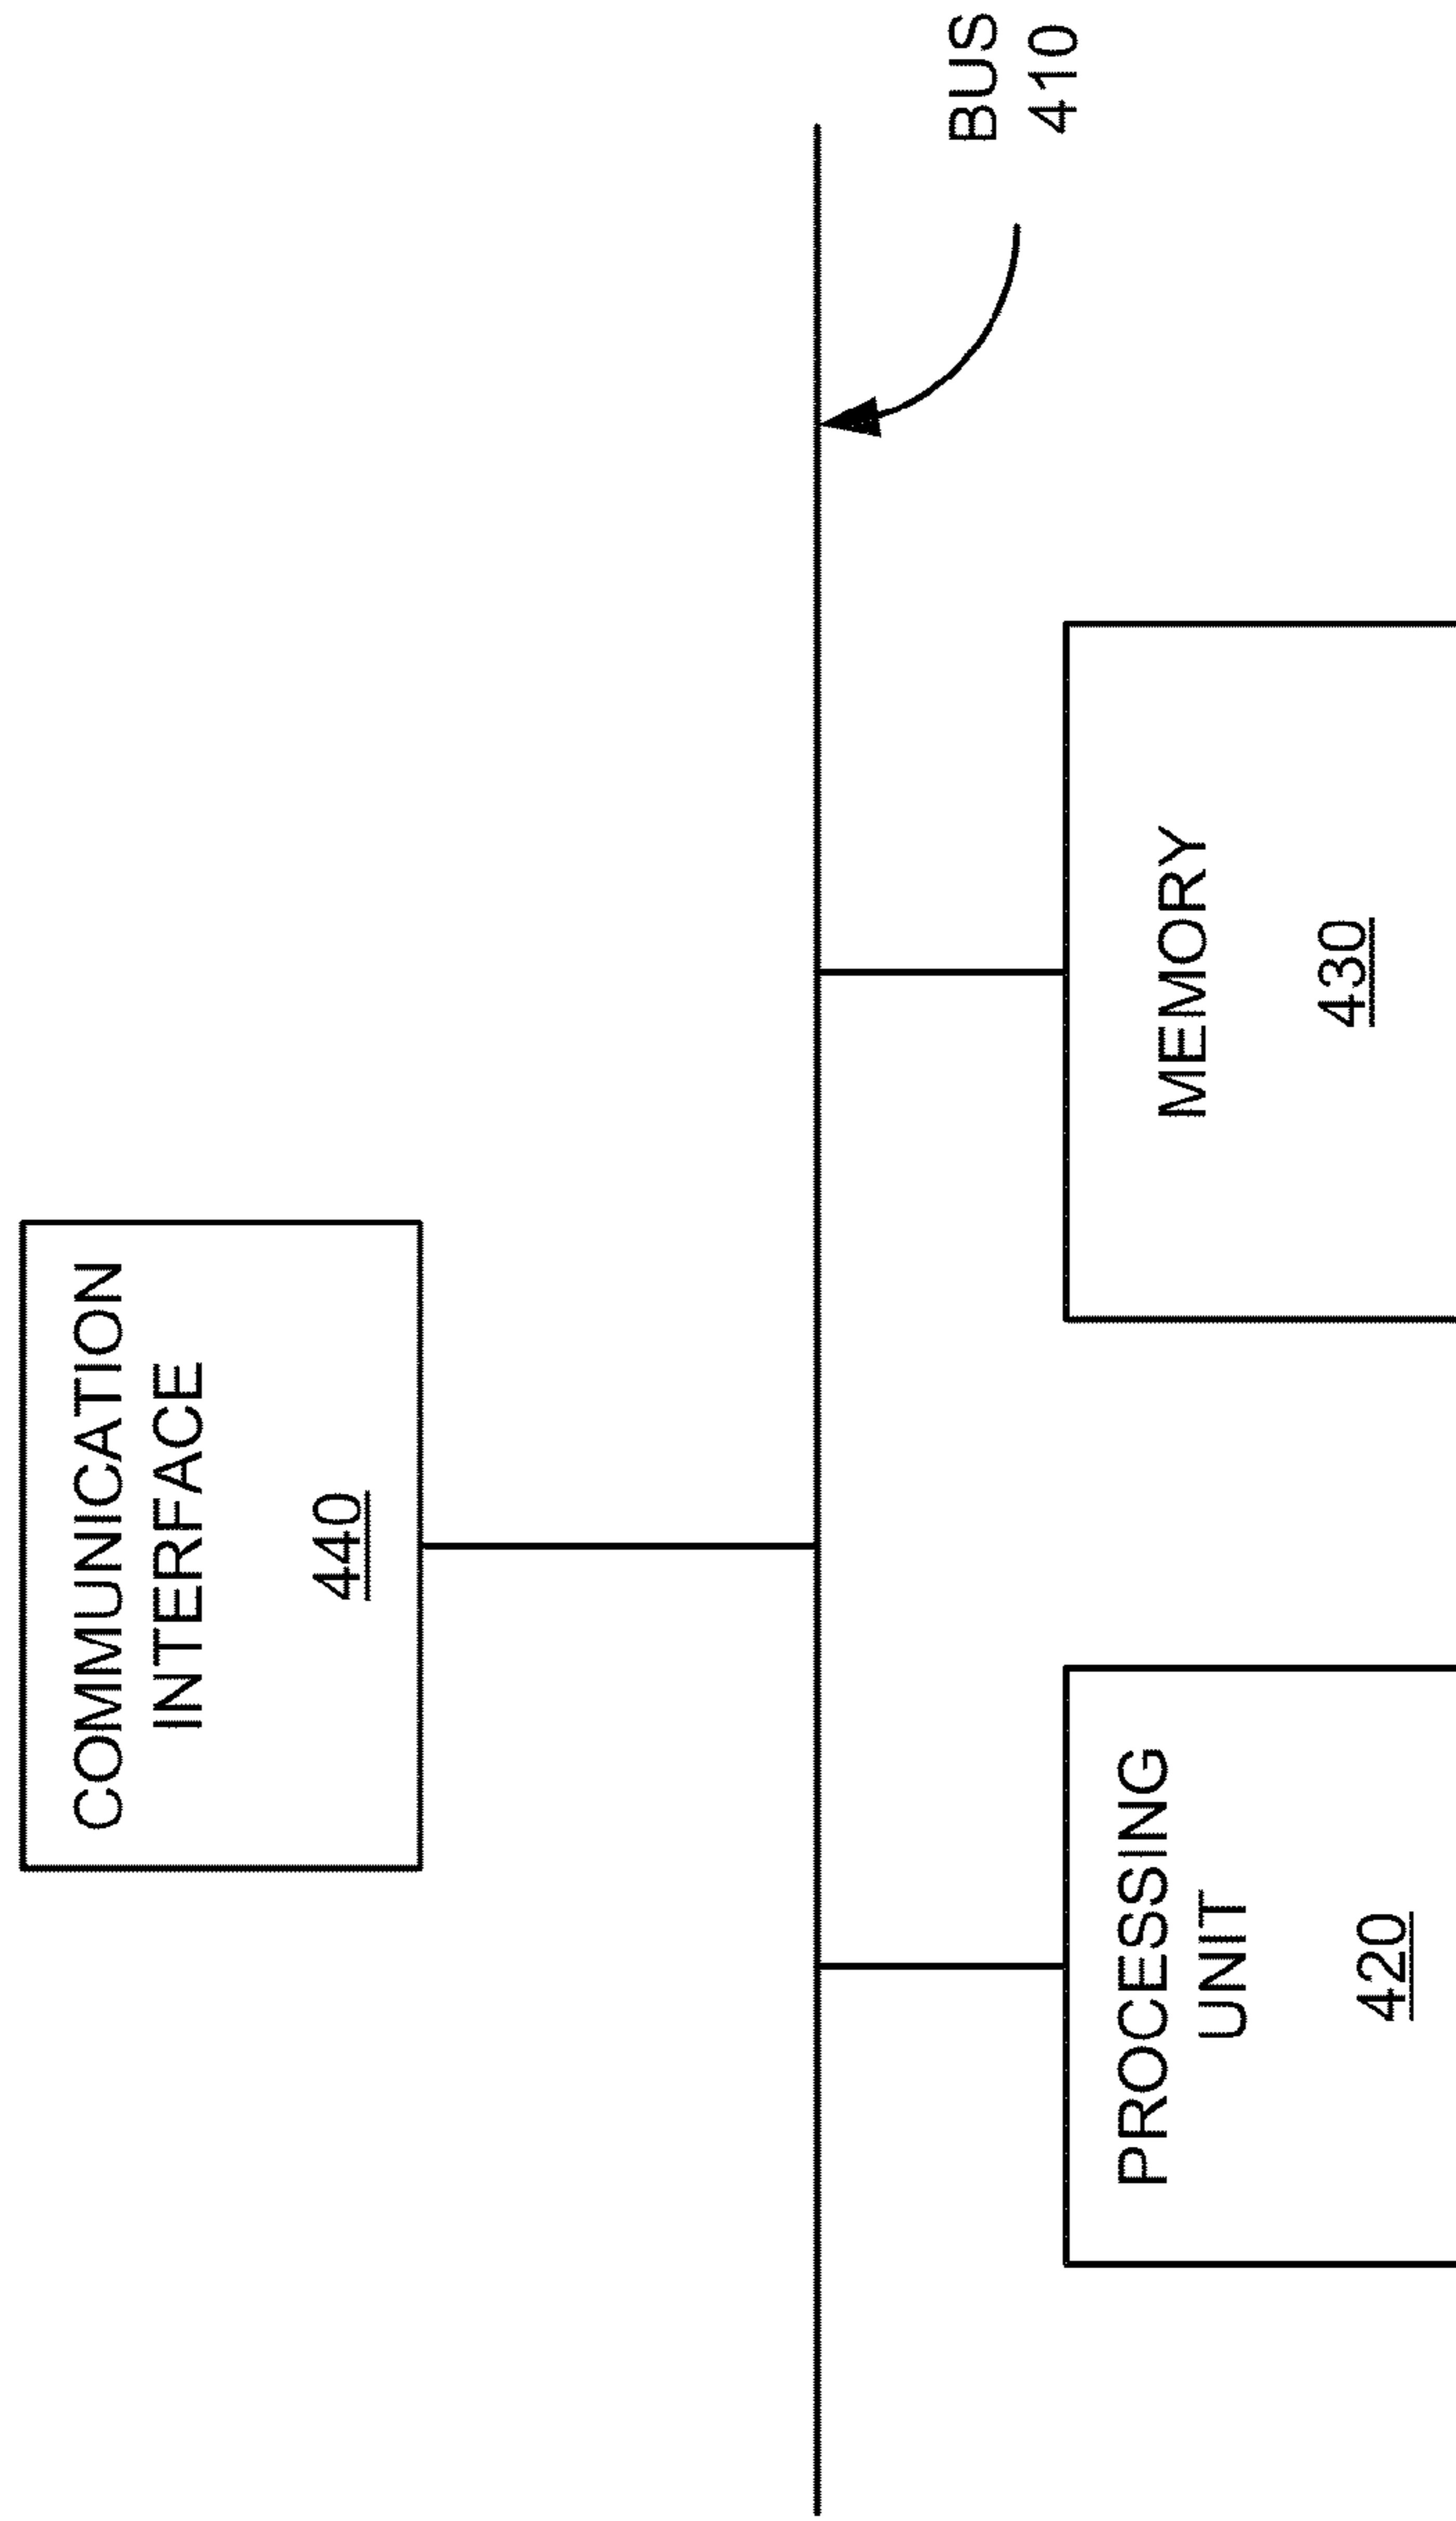 COMMUNICATION
INTERFACE
440
BUS
410
PROCESSING
UNIT
420
MEMORY
430